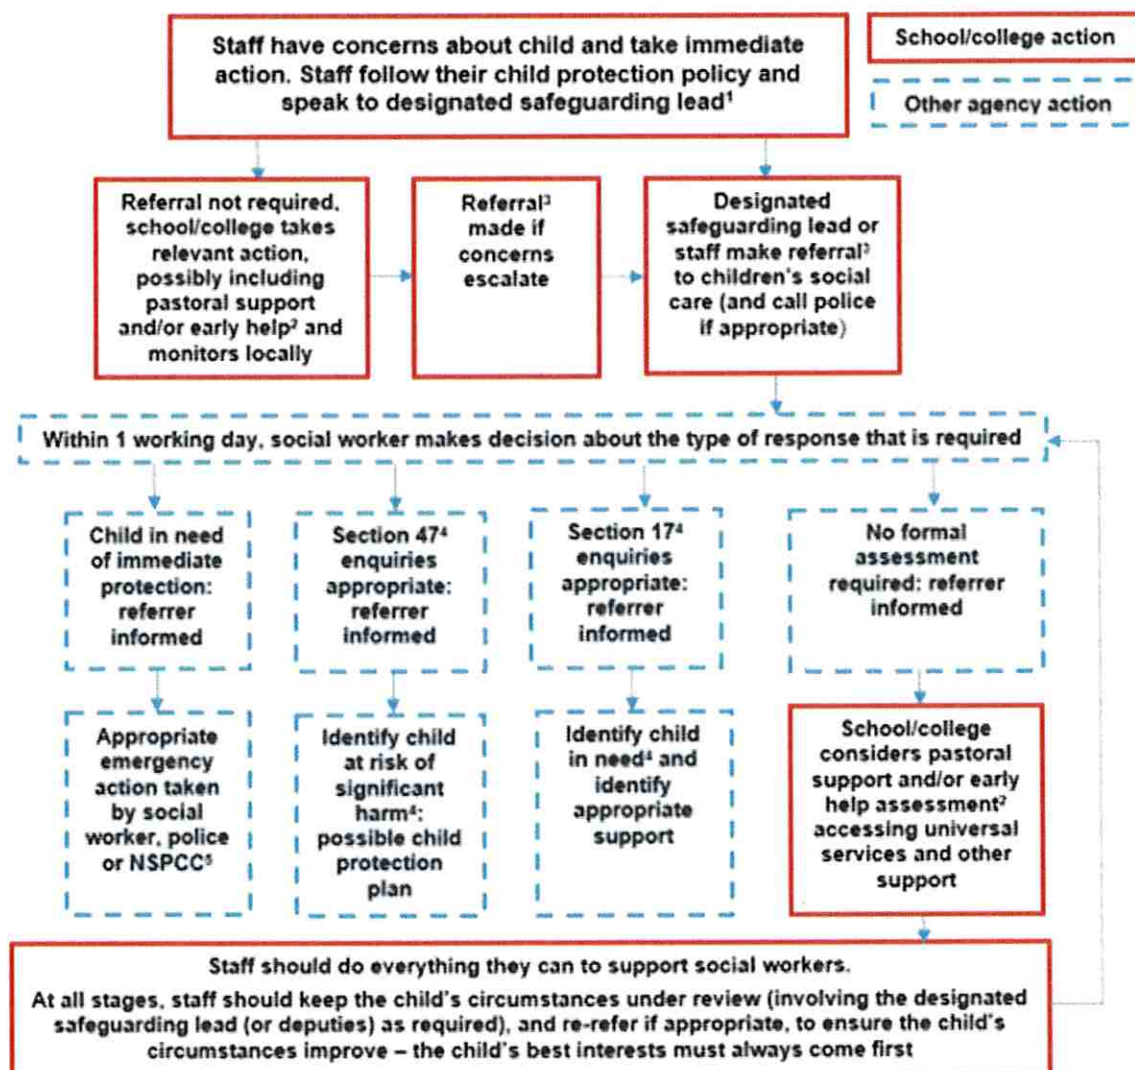 Staff have concerns about child and take immediate
action. Staff follow their child protection policy and
speak to designated safeguarding lead¹
School/college action
Other agency action
Referral not required,
school/college takes
relevant action,
possibly including
pastoral support
and/or early help² and
monitors locally
Referral³
made if
concerns
escalate
Designated
safeguarding lead or
staff make referral³
to children's social
care (and call police
if appropriate)
Within 1 working day, social worker makes decision about the type of response that is required
Child in need
of immediate
protection:
referrer
informed
Section 47⁴
enquiries
appropriate:
referrer
informed
Section 17⁴
enquiries
appropriate:
referrer
informed
No formal
assessment
required: referrer
informed
Appropriate
emergency
action taken
by social
worker, police
or NSPCC⁵
Identify child
at risk of
significant
harm⁴:
possible child
protection
plan
Identify child
in need⁴ and
identify
appropriate
support
School/college
considers pastoral
support and/or early
help assessment²
accessing universal
services and other
support
Staff should do everything they can to support social workers.
At all stages, staff should keep the child's circumstances under review (involving the designated
safeguarding lead (or deputies) as required), and re-refer if appropriate, to ensure the child's
circumstances improve – the child's best interests must always come first